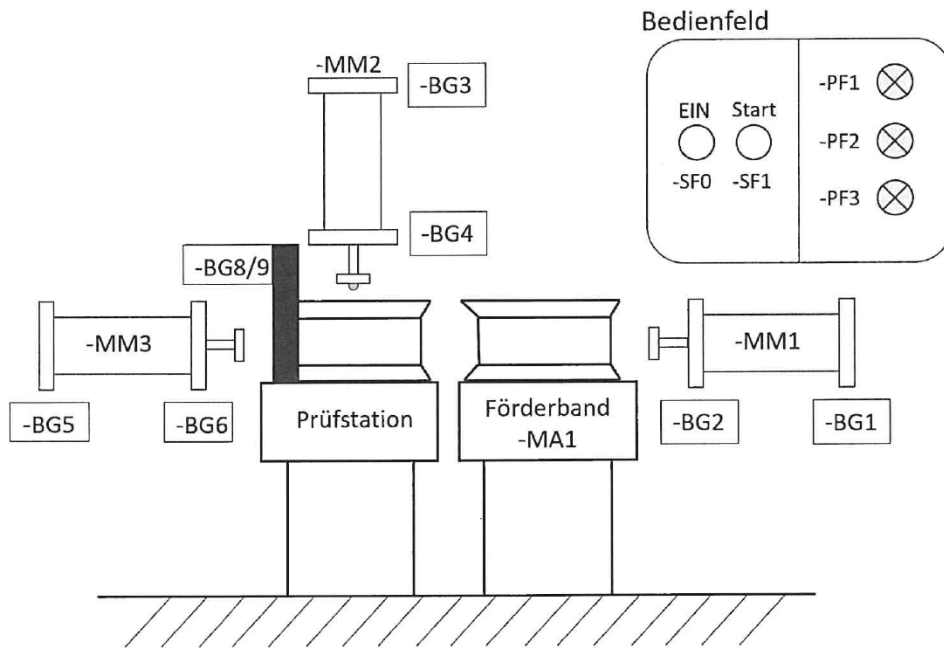 Bedienfeld
-MM2
-BG3
-PF1
EIN Start
-PF2
-SF0 -SF1
-PF3
-BG4
-BG8/9
-MM3
-MM1
-BG5
-BG6
Prüfstation
Förderband
-MA1
-BG2
-BG1